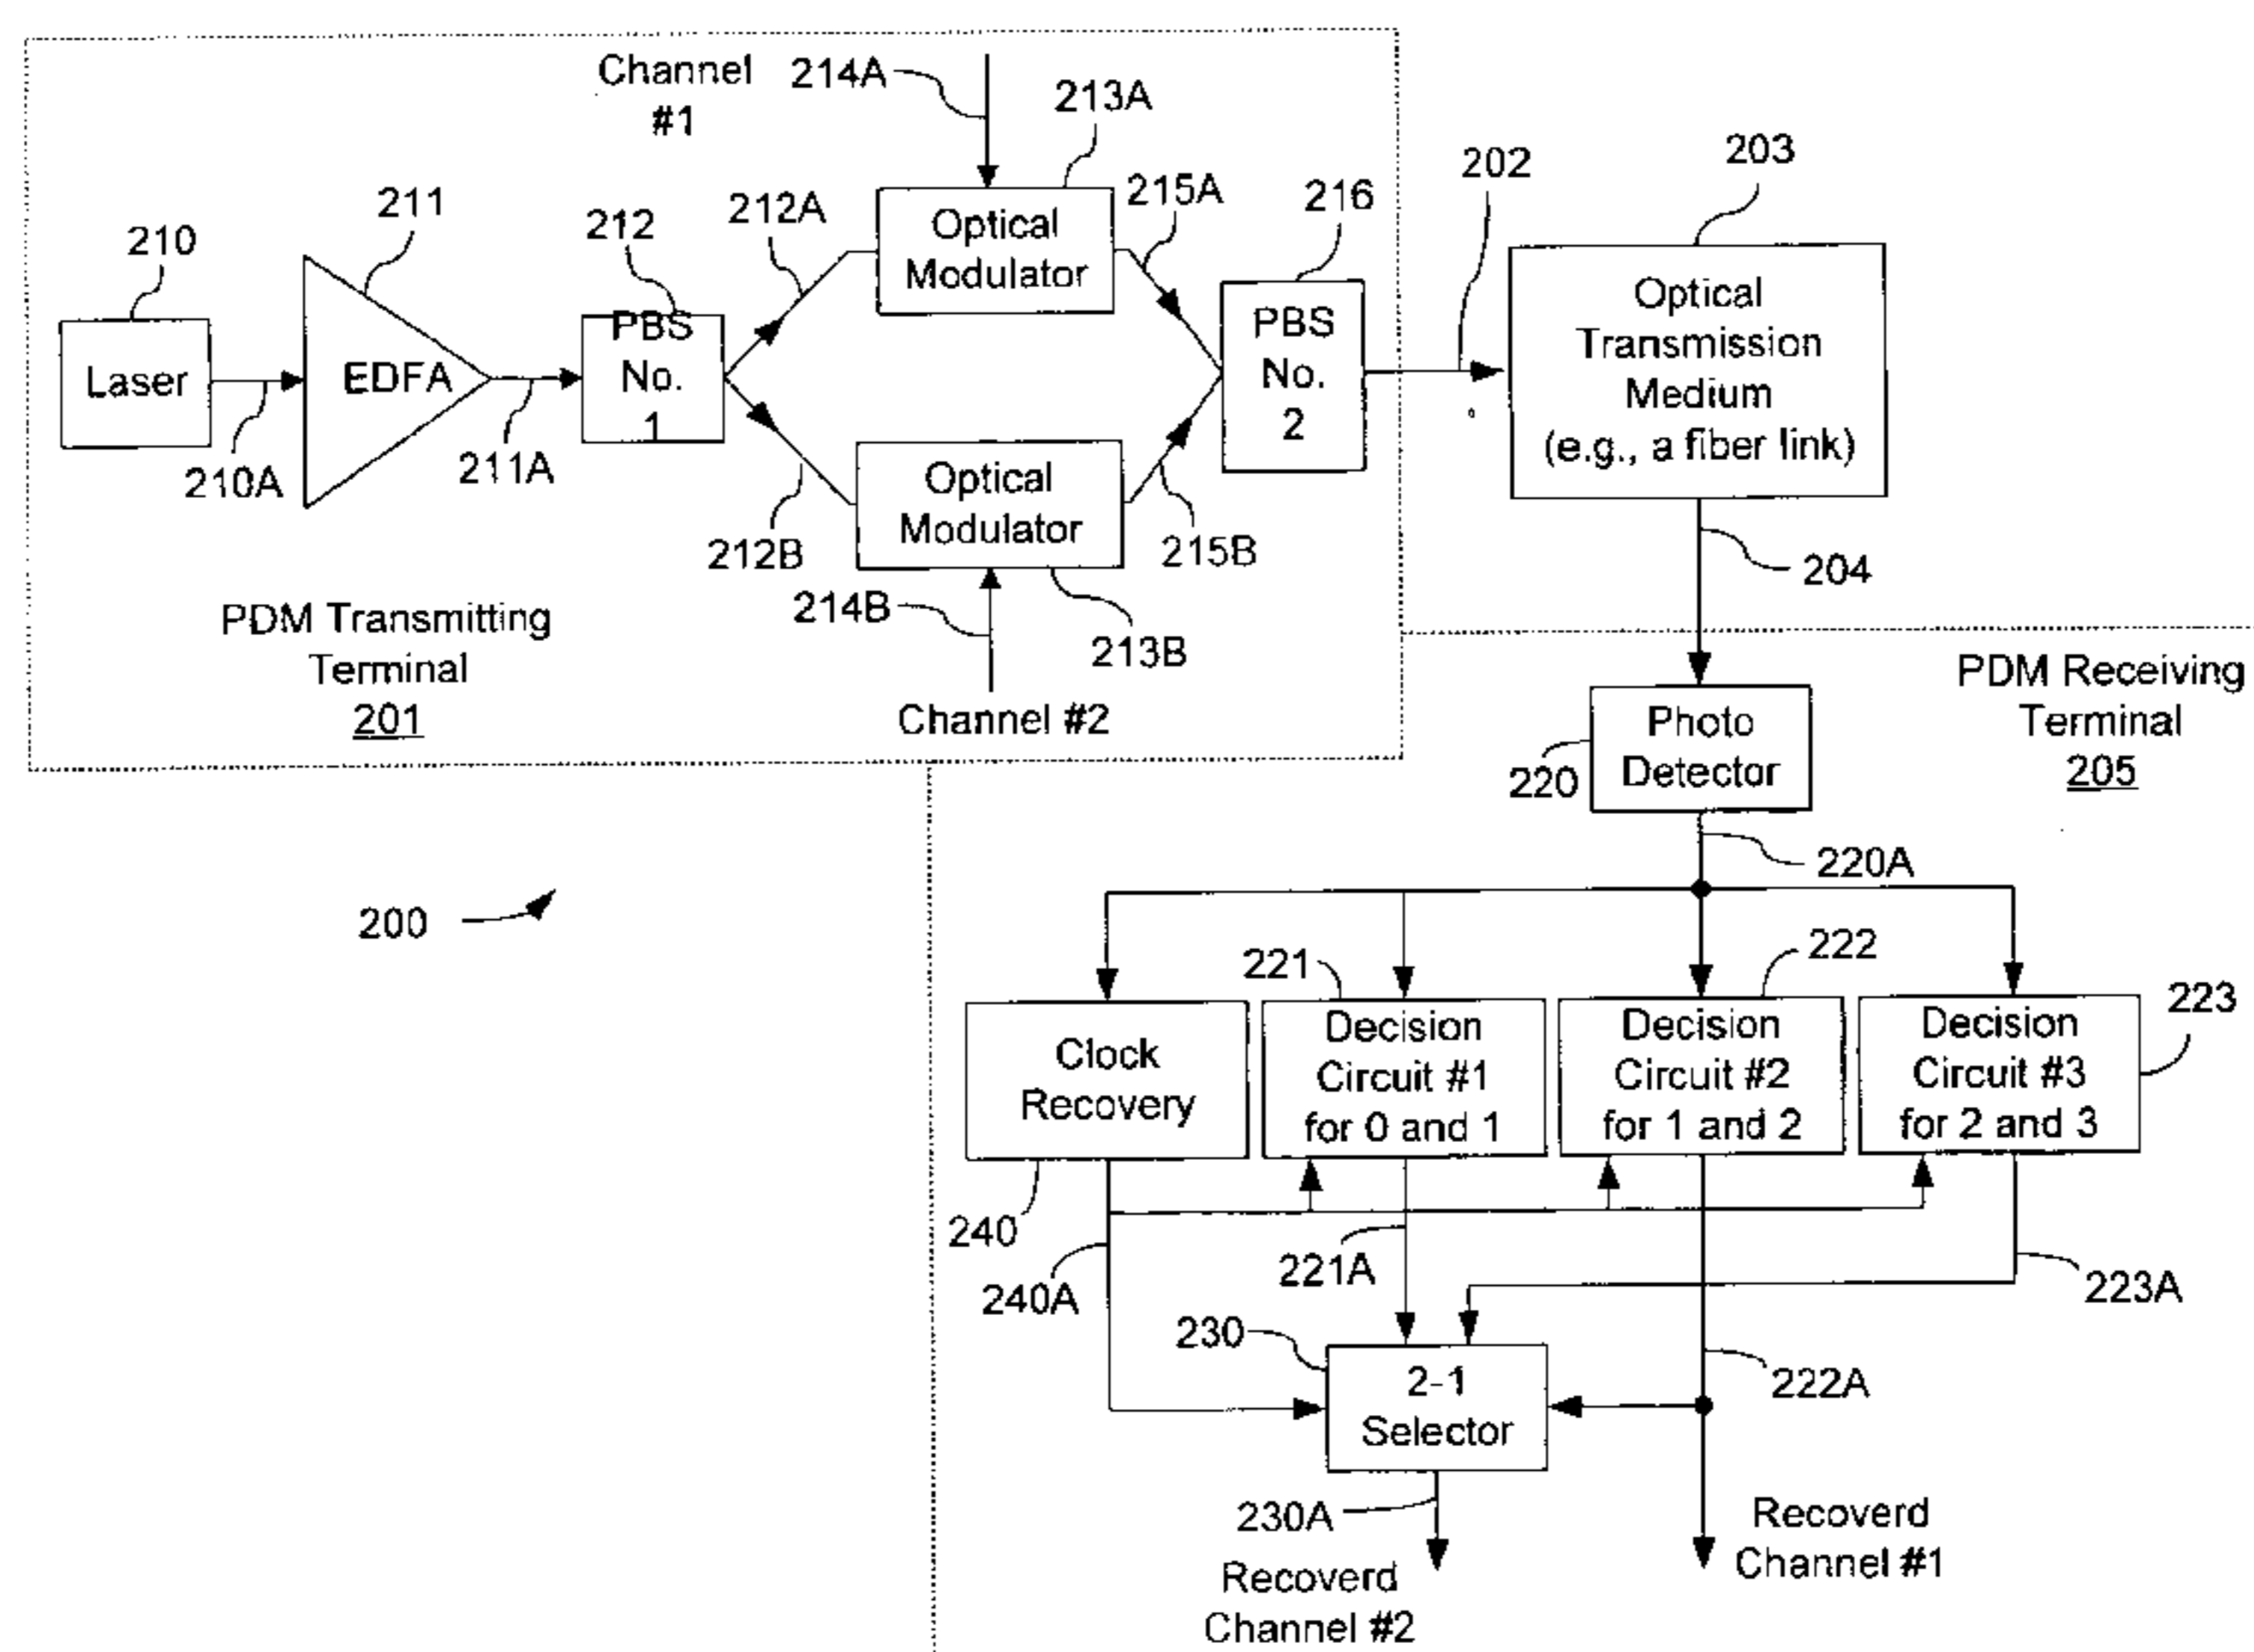 Channel
#1
214A
213A
210
211
212
212A
Optical
Modulator
215A
216
202
203
Laser
210A
EDFA
211A
PBS
No.
1
212B
Optical
Modulator
215B
PBS
No.
2
Optical
Transmission
Medium
(e.g., a fiber link)
204
214B
213B
Channel #2
PDM Transmitting
Terminal
201
PDM Receiving
Terminal
205
Photo
Detector
220
220A
200
221
222
223
Clock
Recovery
Decision
Circuit #1
for 0 and 1
Decision
Circuit #2
for 1 and 2
Decision
Circuit #3
for 2 and 3
240
240A
221A
223A
230
2-1
Selector
222A
230A
Recoverd
Channel #2
Recoverd
Channel #1